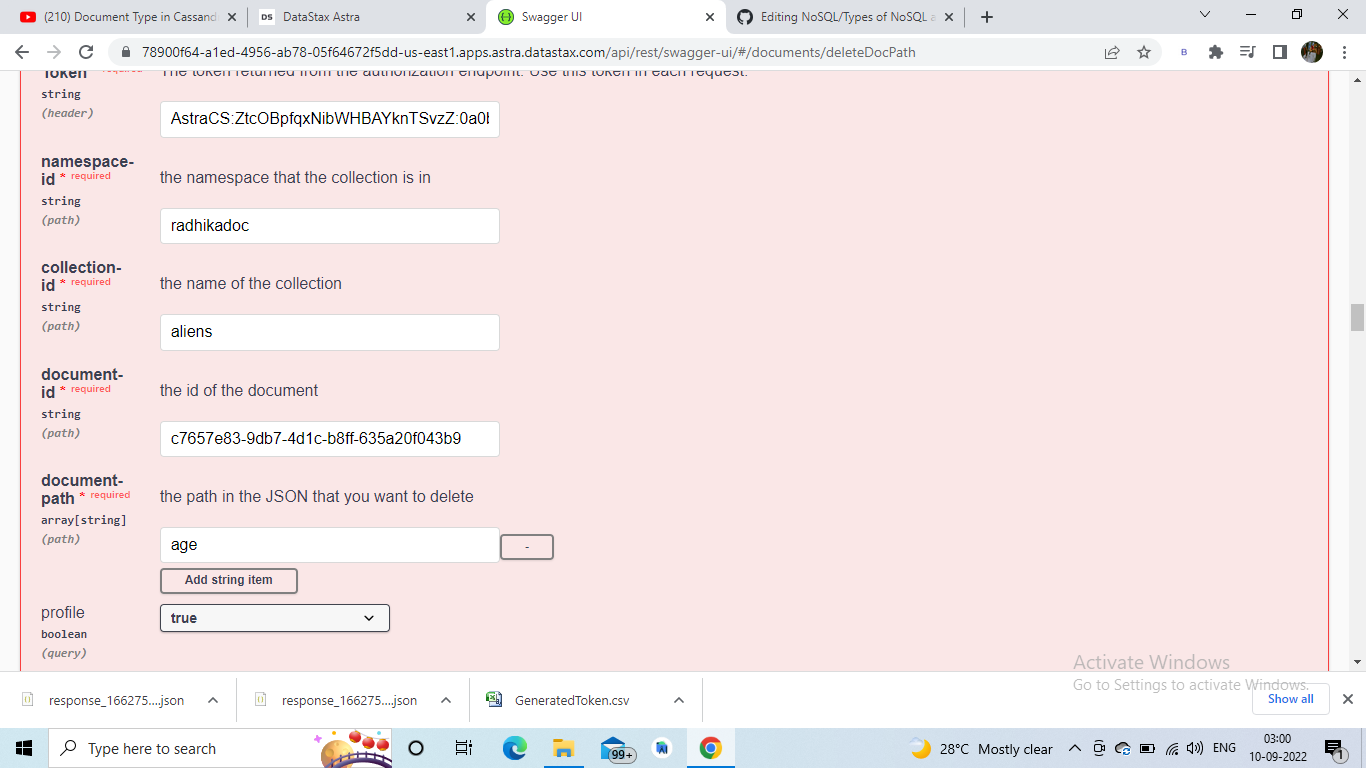 (210) Document Type in Cassand
DS DataStax Astra
Swagger UI
Editing NoSQL/Types of NoSQL a
78900f64-a1ed-4956-ab78-05f64672f5dd-us-east1.apps.astra.datastax.com/api/rest/swagger-ui/#/documents/deleteDocPath
B
Token required
The token returned from the authorization endpoint. Use this token in each request.
string
(header)
AstraCS:ZtcOBpfqxNibWHBAYknTSvzZ:0a0
namespace-
id * required
the namespace that the collection is in
string
(path)
radhikadoc
collection-
id * required
the name of the collection
string
(path)
aliens
document-
id * required
the id of the document
string
(path)
c7657e83-9db7-4d1c-b8ff-635a20f043b9
document-
path * required
the path in the JSON that you want to delete
array[string]
(path)
age
-
Add string item
profile
true
boolean
(query)
Activate Windows
Go to Settings to activate Windows.
response_166275....json
response_166275....json
GeneratedToken.csv
Show all
Type here to search
99+
28°C Mostly clear
ENG
03:00
10-09-2022
1